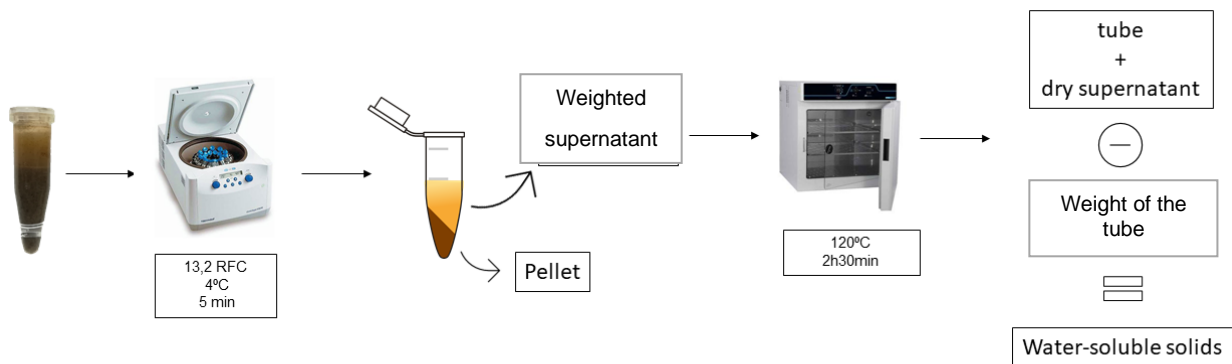 13,2 RFC
4ºC
5 min
Weighted
supernatant
Pellet
120ºC
2h30min
tube
+
dry supernatant
Weight of the
tube
Water-soluble solids